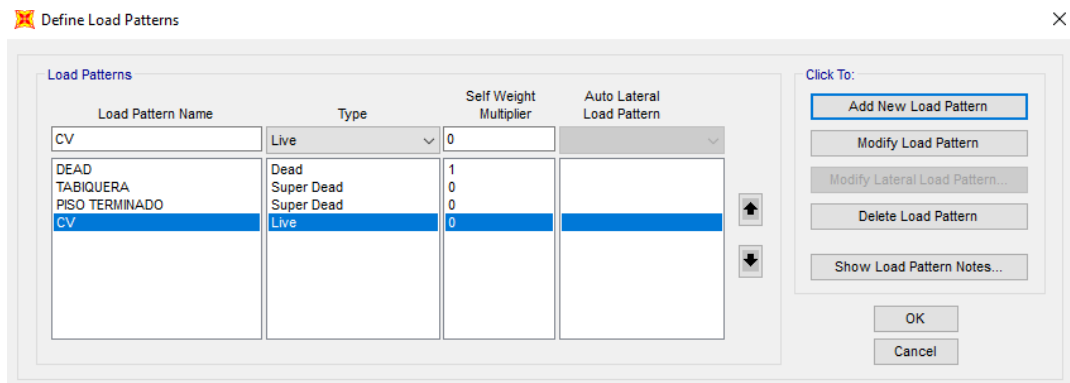 Define Load Patterns
Load Patterns
Click To:
Load Pattern Name Type Self Weight Multiplier Auto Lateral Load Pattern
CV Live 0
DEAD Dead 1
TABIQUERA Super Dead 0
PISO TERMINADO Super Dead 0
CV Live 0
Add New Load Pattern
Modify Load Pattern
Modify Lateral Load Pattern...
Delete Load Pattern
Show Load Pattern Notes...
OK
Cancel